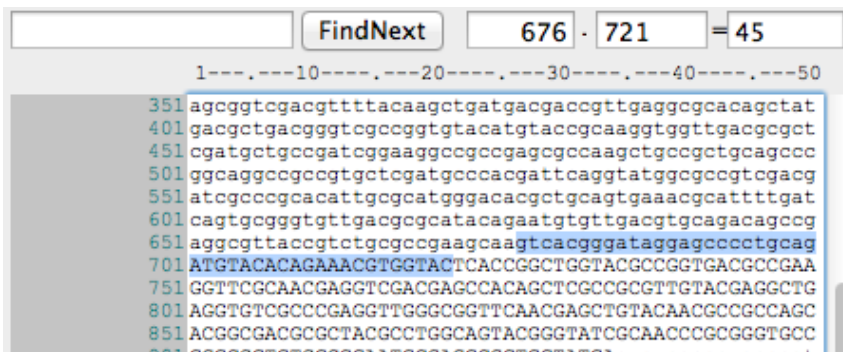 FindNext 676 - 721 = 45
1---.---10----.---20----.---30----.---40----.---50
351 agcggtcgacgttttacaagctgatgacgaccgttgaggcgcacagctat
401 gacgctgacgggtcgccggtgtacatgtaccgcaaggtggttgacgcgct
451 cgatgctgccgatcggaaggccgccgagcgccaagctgccgctgcagccc
501 ggcaggccgccgtgctcgatgcccacgattcaggtatggcgccgtcgacg
551 atcgcccgcacattgcgcatgggacacgctgcagtgaaacgcattttgat
601 cagtgcgggtgttgacgcgcatacagaatgtgttgacgtgcagacagccg
651 aggcgttaccgtctgcgccgaagcaagtcacgggataggagcccctgcag
701 ATGTACACAGAAACGTGGTACTCACCGGCTGGTACGCCGGTGACGCCGAA
751 GGTTCGCAACGAGGTCGACGAGCCACAGCTCGCCGCGTTGTACGAGGCTG
801 AGGTGTCGCCCGAGGTTGGGCGGTTCAACGAGCTGTACAACGCCGCCAGC
851 ACGGCGACGCGCTACGCCTGGCAGTACGGGTATCGCAACCCGCGGGTGCC